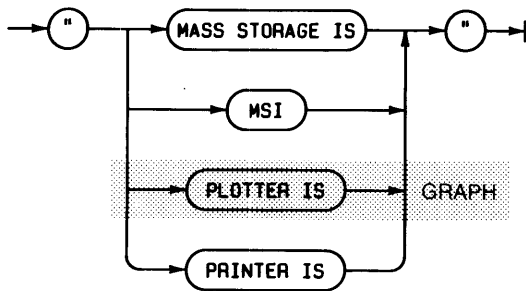 " MASS STORAGE IS "
MSI
PLOTTER IS GRAPH
PRINTER IS